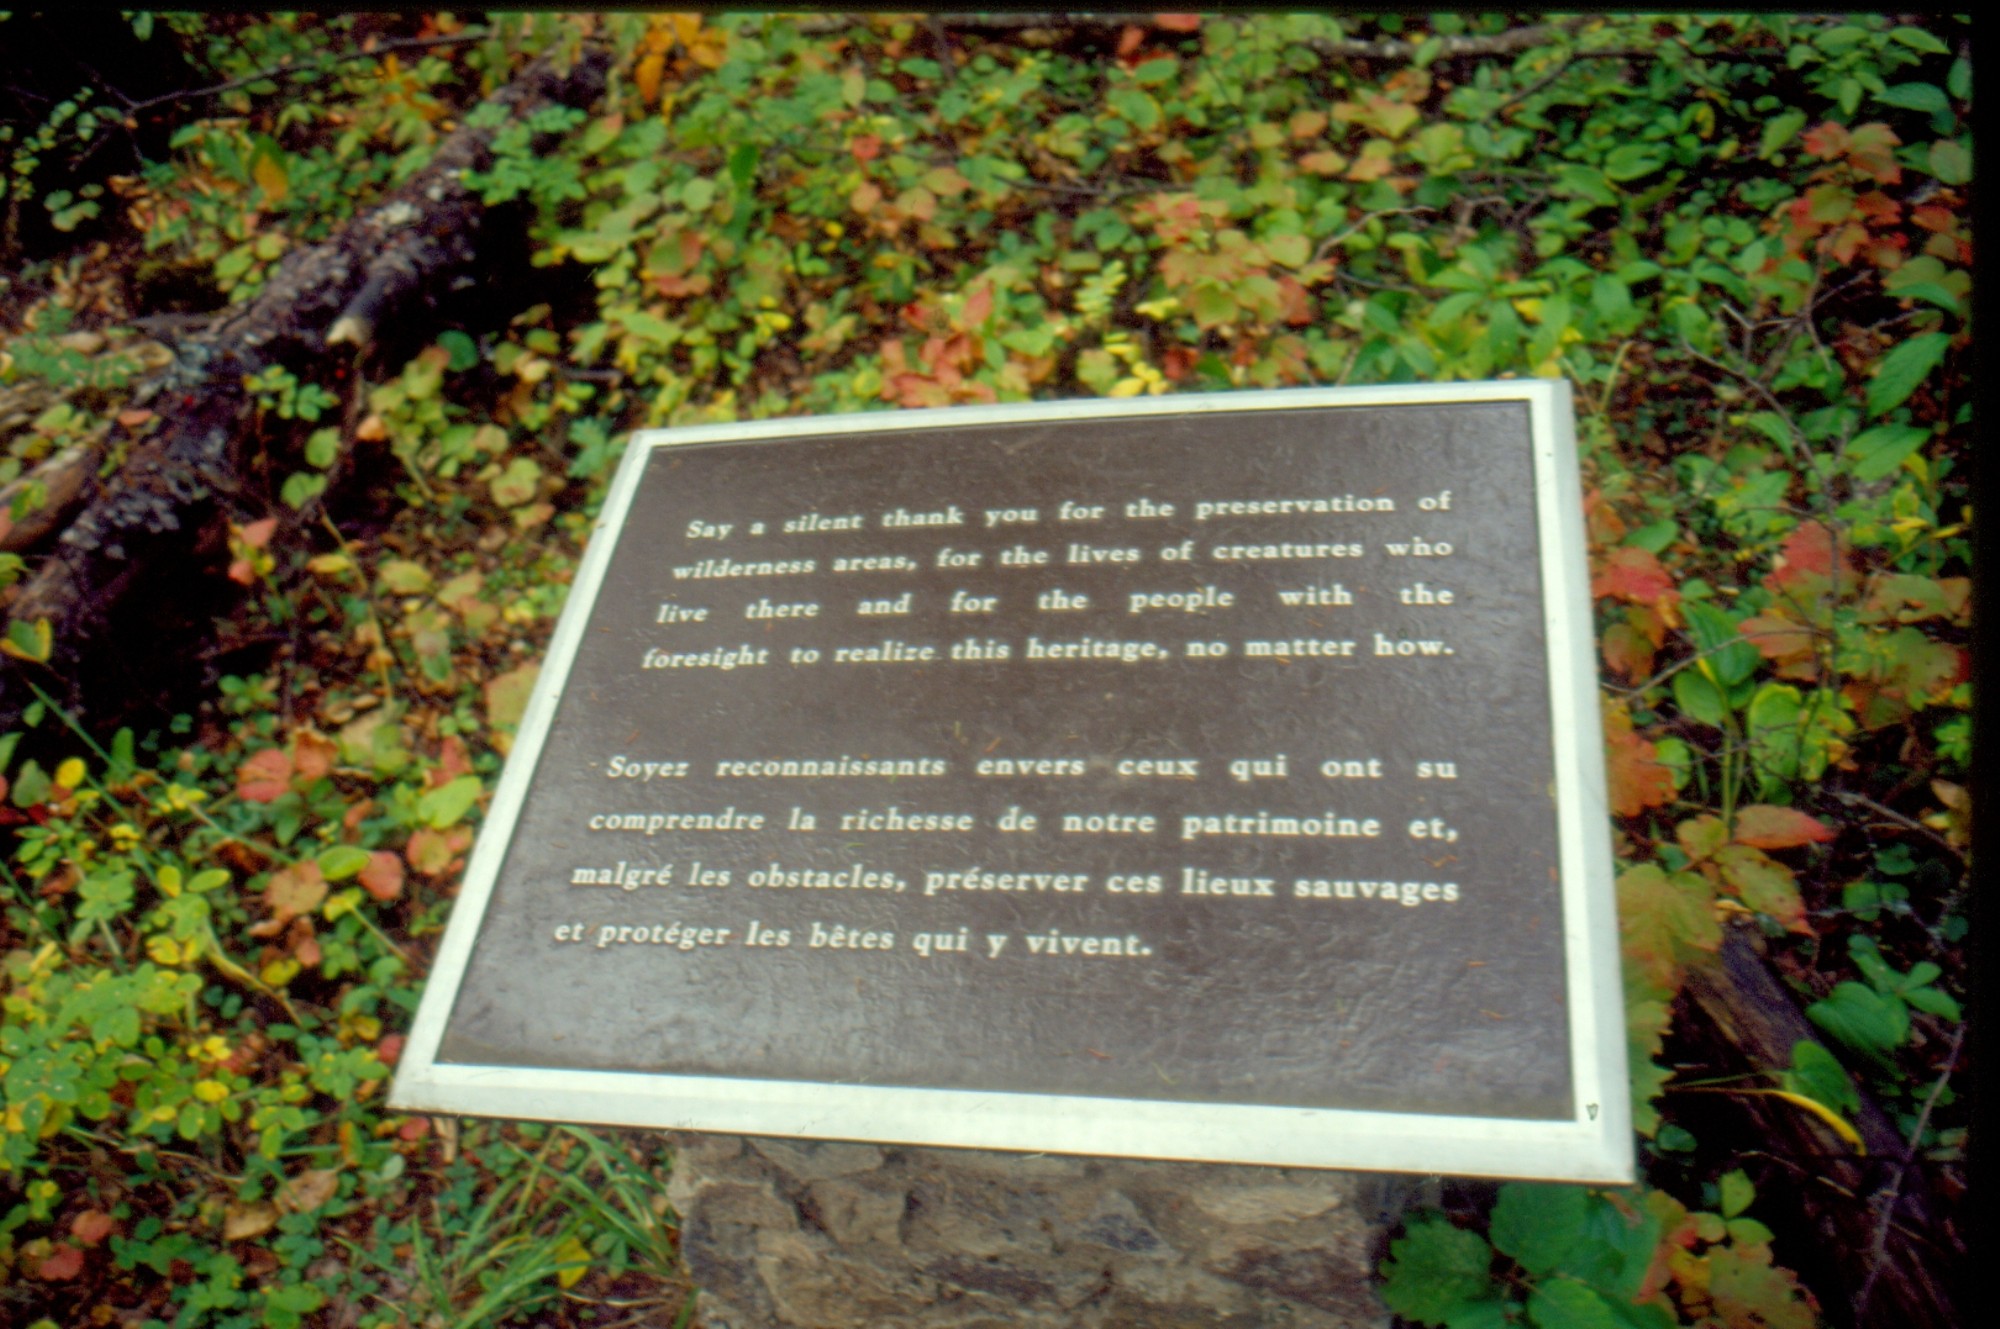 Say a silent thank you for the preservation of
wilderness areas, for the lives of creatures who
live there and for the people with the
foresight to realize this heritage, no matter how.
Soyez reconnaissants envers ceux qui ont su
comprendre la richesse de notre patrimoine et,
malgré les obstacles, préserver ces lieux sauvages
et protéger les bêtes qui y vivent.